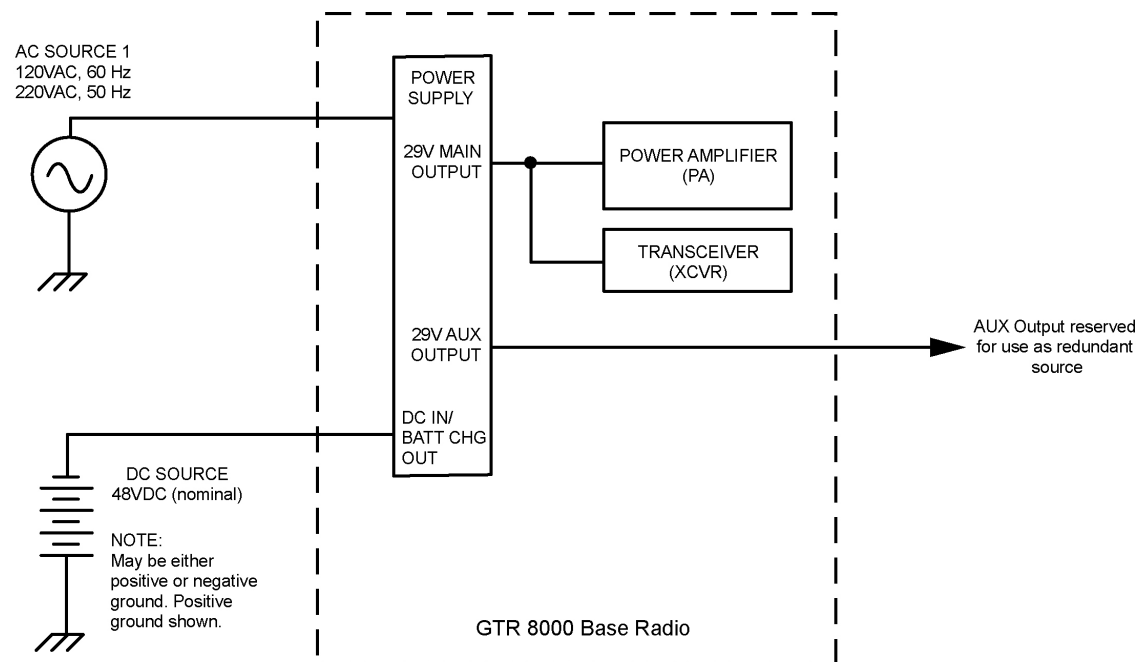 AC SOURCE 1
120VAC, 60 Hz
220VAC, 50 Hz
POWER
SUPPLY
29V MAIN
OUTPUT
POWER AMPLIFIER
(PA)
TRANSCEIVER
(XCVR)
29V AUX
OUTPUT
AUX Output reserved
for use as redundant
source
DC IN/
BATT CHG
OUT
DC SOURCE
48VDC (nominal)
NOTE:
May be either
positive or negative
ground. Positive
ground shown.
GTR 8000 Base Radio